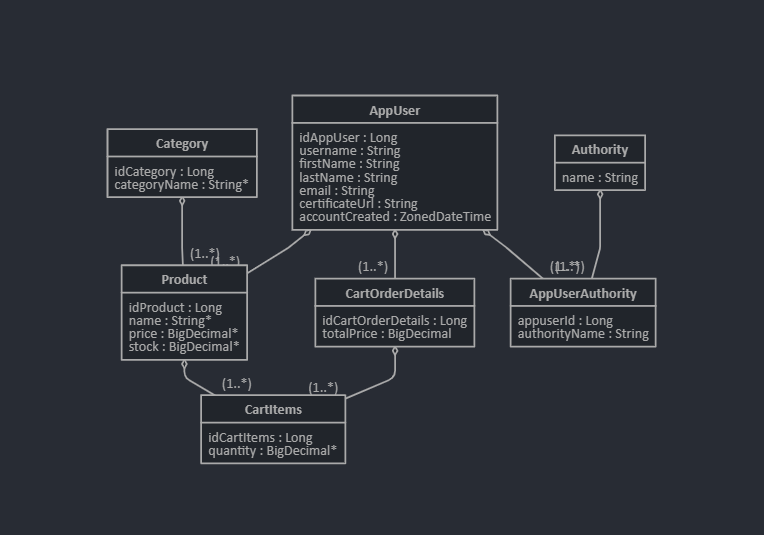 AppUser
idAppUser : Long
username : String
firstName : String
lastName : String
email : String
certificateUrl : String
accountCreated : ZonedDateTime
Category
idCategory : Long
categoryName : String*
Authority
name : String
(1..*)
(1..*)
(1..*)
Product
idProduct : Long
name : String*
price : BigDecimal*
stock : BigDecimal*
CartOrderDetails
idCartOrderDetails : Long
totalPrice : BigDecimal
AppUserAuthority
appuserId : Long
authorityName : String
(1..*)
(1..*)
CartItems
idCartItems : Long
quantity : BigDecimal*